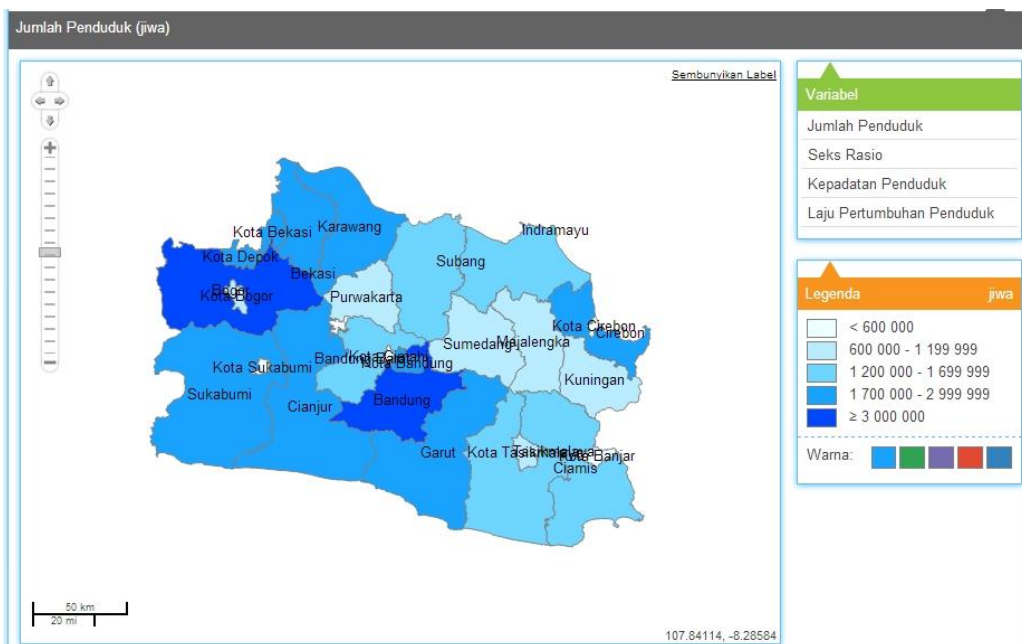 Jumlah Penduduk (jiwa)
Sembunyikan Label
Kota Bekasi
Karawang
Indramayu
Kota Depok
Bekasi
Subang
Bogor
Kota Bogor
Purwakarta
Kota Cirebon
Cirebon
Sumedang
Majalengka
Bandung
Kota Bandung
Kota Sukabumi
Kuningan
Sukabumi
Cianjur
Bandung
Garut
Kota
Tasikmalaya
Kota Banjar
Ciamis
50 km
20 mi
107.84114, -8.28584
Variabel
Jumlah Penduduk
Seks Rasio
Kepadatan Penduduk
Laju Pertumbuhan Penduduk
Legenda jiwa
< 600 000
600 000 - 1 199 999
1 200 000 - 1 699 999
1 700 000 - 2 999 999
≥ 3 000 000
Warna: